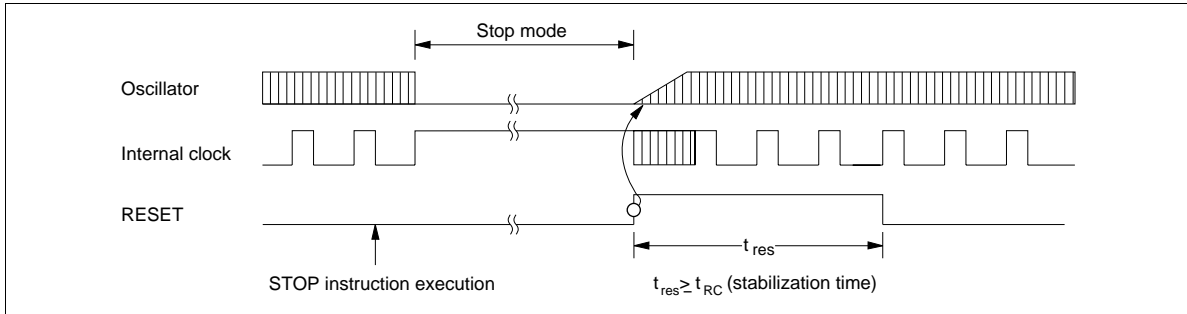 Stop mode
Oscillator
Internal clock
RESET
t res
STOP instruction execution
t res ≥ t RC (stabilization time)